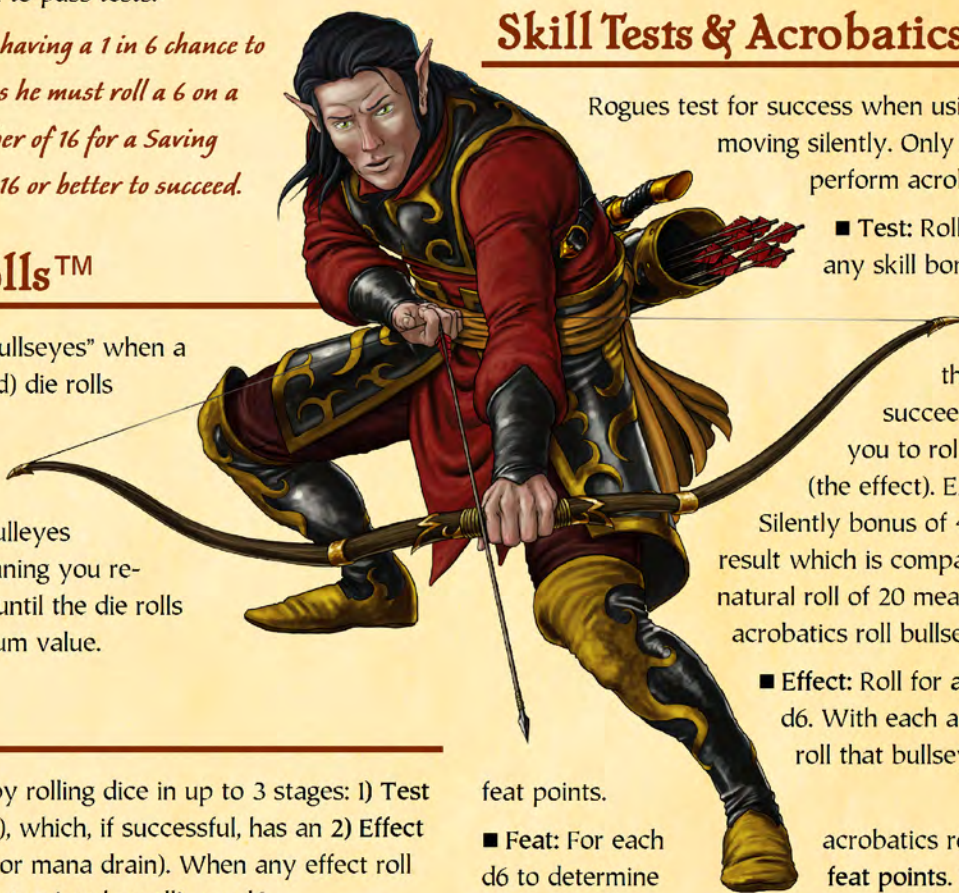 to pass tests.
having a 1 in 6 chance to
s he must roll a 6 on a
er of 16 for a Saving
16 or better to succeed.
olls™
ullseyes” when a
d) die rolls
ulleyes
ning you re-
until the die rolls
um value.
by rolling dice in up to 3 stages: 1) Test
), which, if successful, has an 2) Effect
or mana drain). When any effect roll
Skill Tests & Acrobatics
Rogues test for success when usi
moving silently. Only
perform acrob
■ Test: Roll
any skill bon
th
succee
you to roll
(the effect). E
Silently bonus of 4
result which is compa
natural roll of 20 mea
acrobatics roll bullse
■ Effect: Roll for a
d6. With each a
roll that bullsey
feat points.
■ Feat: For each
d6 to determine
acrobatics ro
feat points.